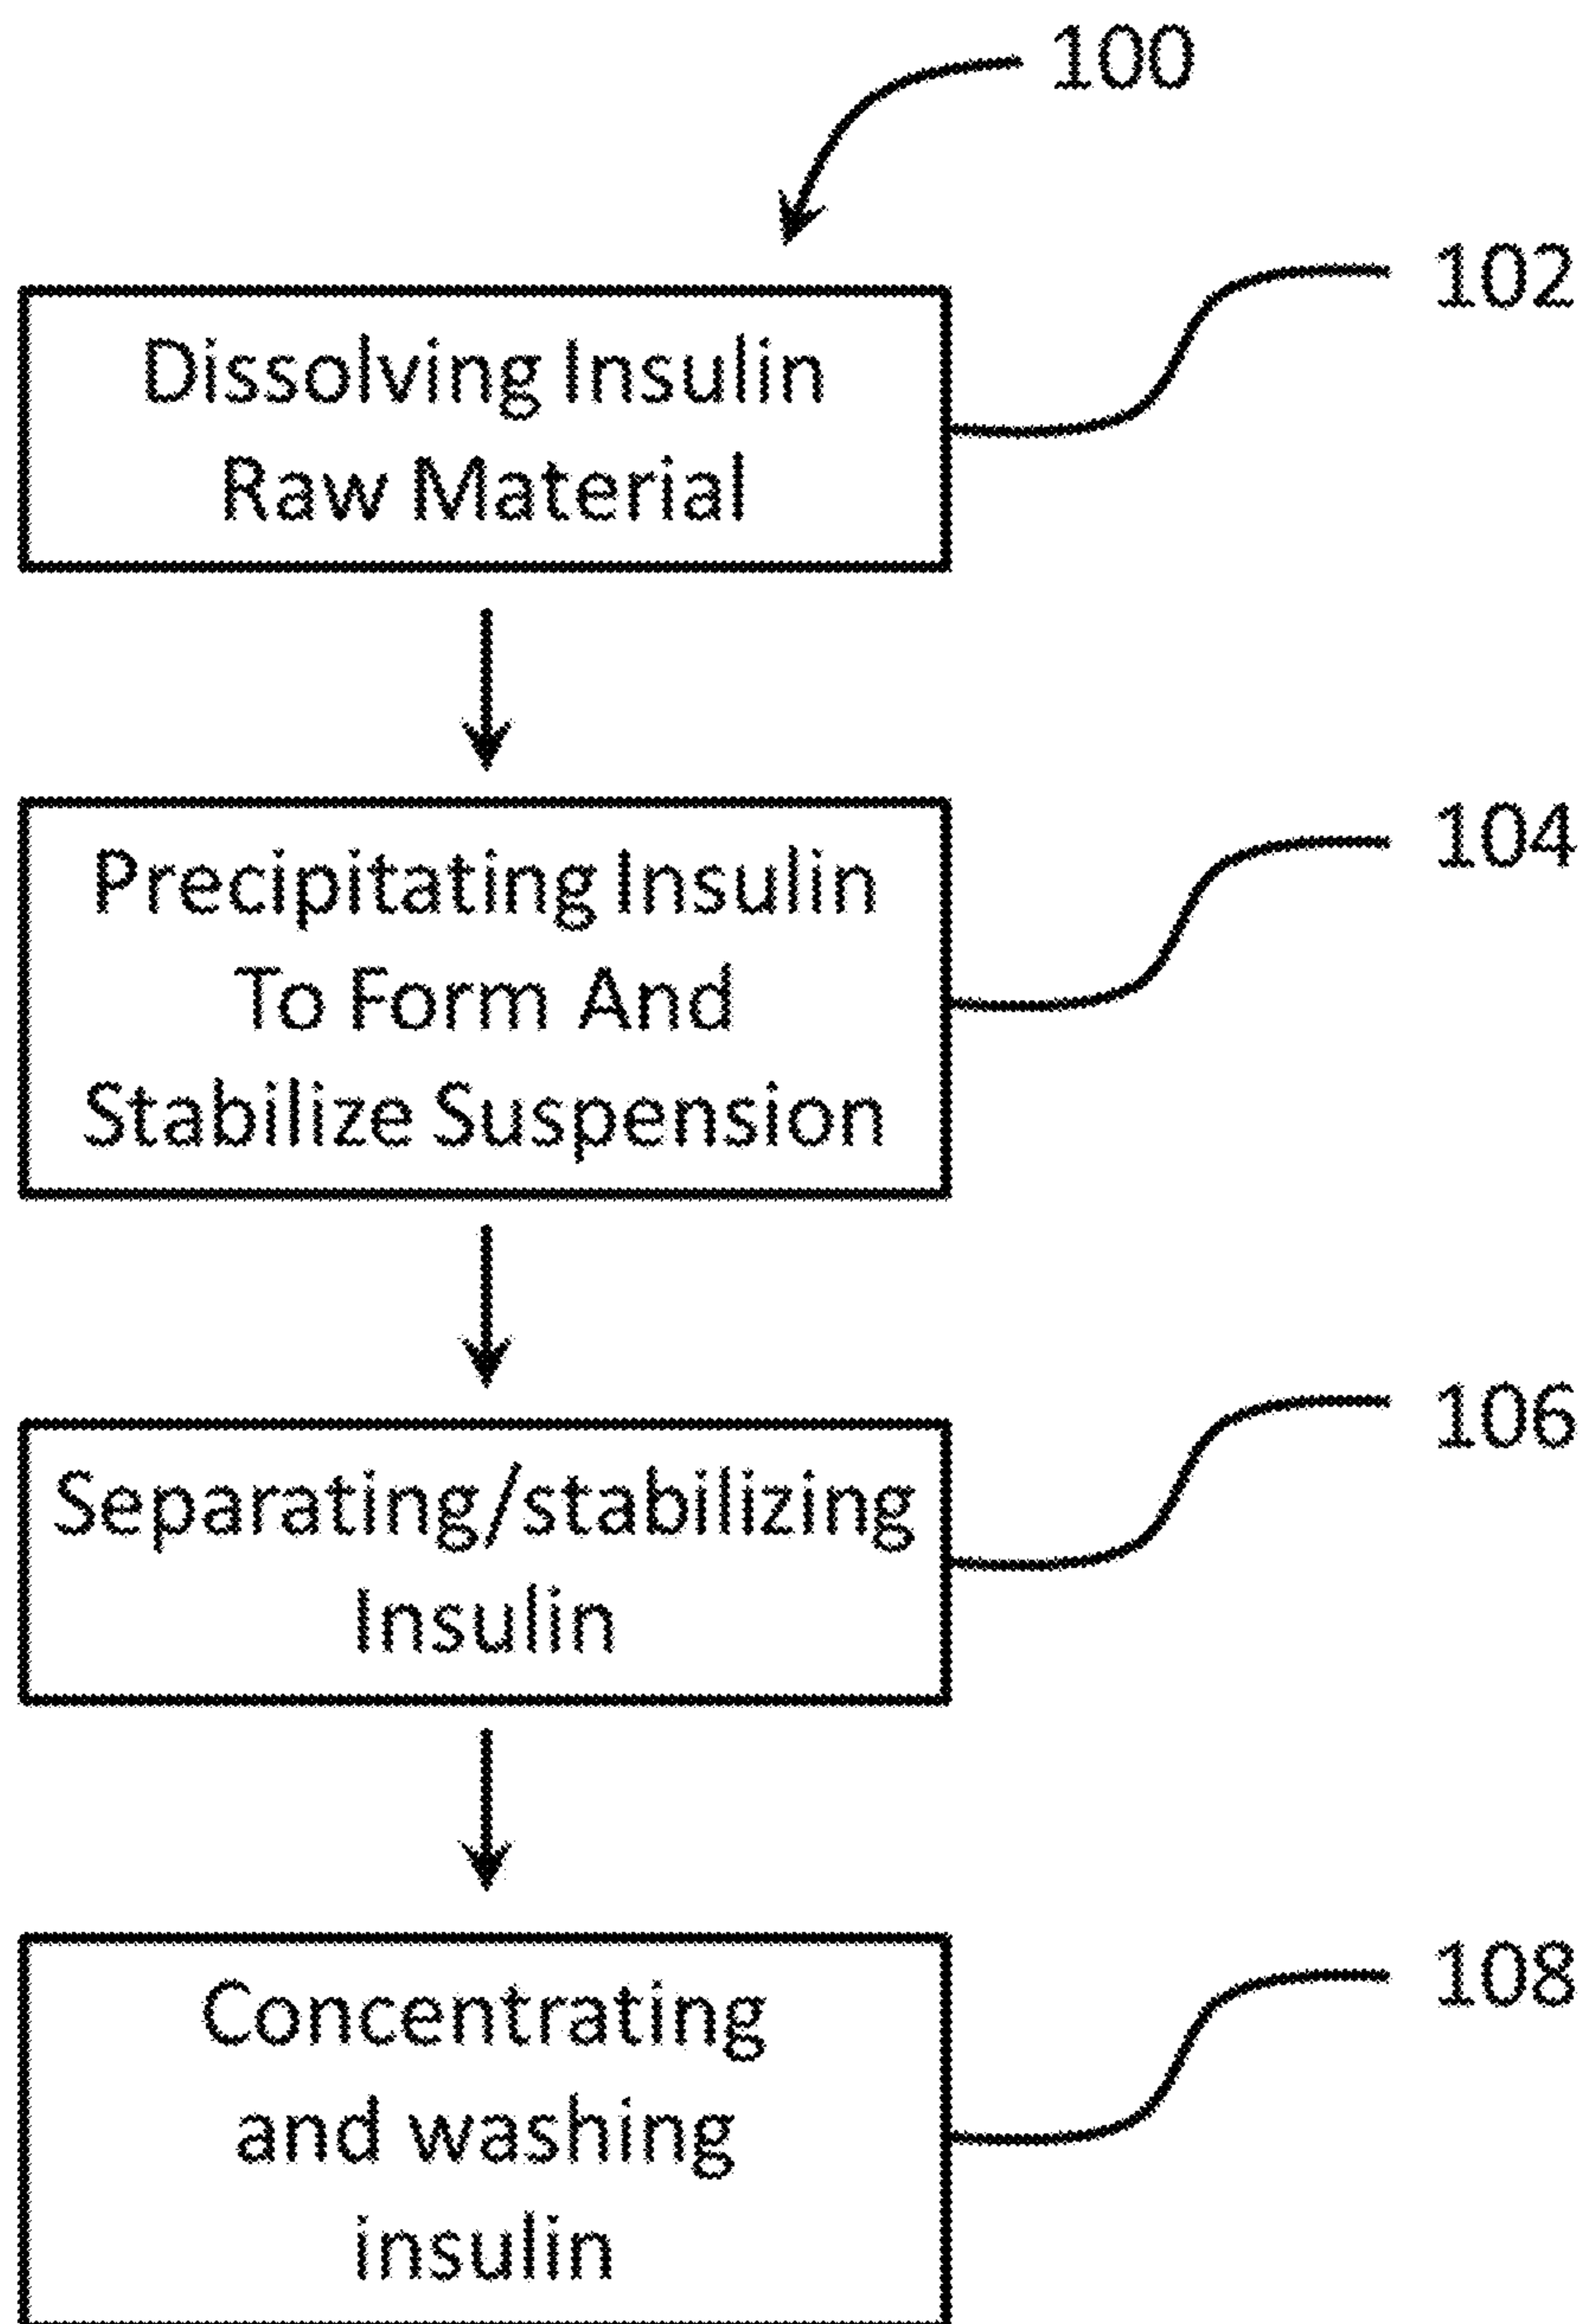 100
102
Dissolving Insulin
Raw Material
104
Precipitating Insulin
To Form And
Stabilize Suspension
106
Separating/stabilizing
Insulin
108
Concentrating
and washing
insulin